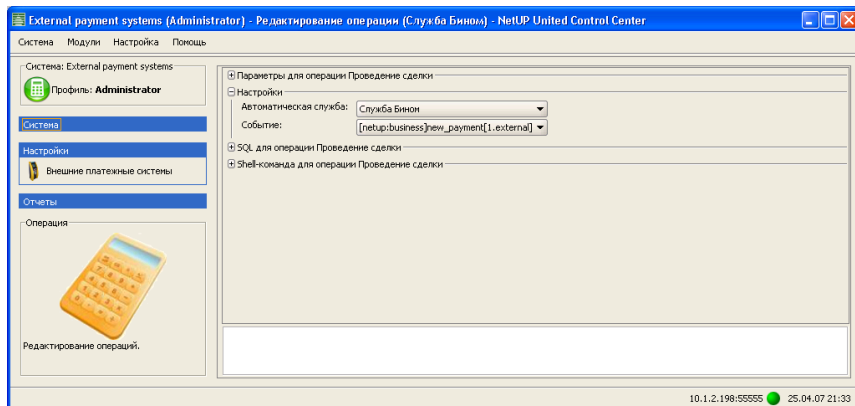 External payment systems (Administrator) - Редактирование операции (Служба Бином) - NetUP United Control Center
Система Модули Настройка Помощь
Система: External payment systems
Профиль: Administrator
Система
Настройки
Внешние платежные системы
Отчеты
Операция
Редактирование операций.
Параметры для операции Проведение сделки
Настройки
Автоматическая служба: Служба Бином
Событие: [netup:business]new_payment[1.external]
SQL для операции Проведение сделки
Shell-команда для операции Проведение сделки
10.1.2.198:55555 25.04.07 21:33